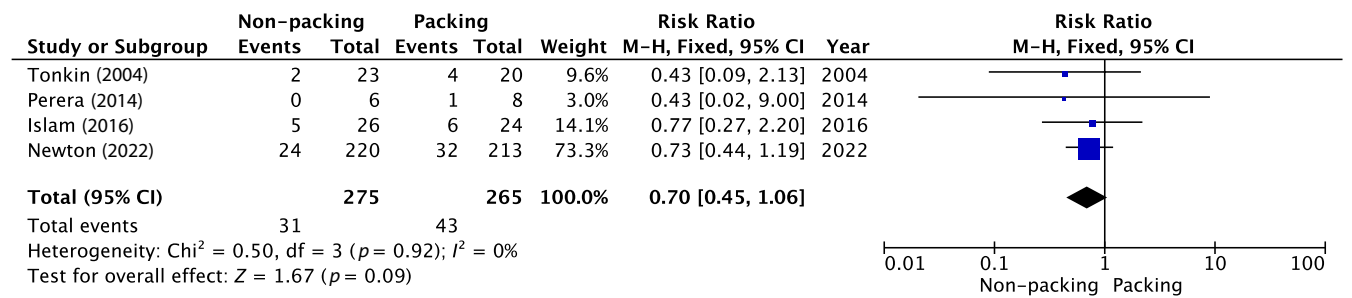 Non-packing Packing Risk Ratio Risk Ratio
Study or Subgroup Events Total Events Total Weight M-H, Fixed, 95% CI Year M-H, Fixed, 95% CI
Tonkin (2004) 2 23 4 20 9.6% 0.43 [0.09, 2.13] 2004
Perera (2014) 0 6 1 8 3.0% 0.43 [0.02, 9.00] 2014
Islam (2016) 5 26 6 24 14.1% 0.77 [0.27, 2.20] 2016
Newton (2022) 24 220 32 213 73.3% 0.73 [0.44, 1.19] 2022
Total (95% CI) 275 265 100.0% 0.70 [0.45, 1.06]
Total events 31 43
Heterogeneity: Chi² = 0.50, df = 3 (p = 0.92); I² = 0%
Test for overall effect: Z = 1.67 (p = 0.09)
0.01 0.1 1 10 100
Non-packing Packing